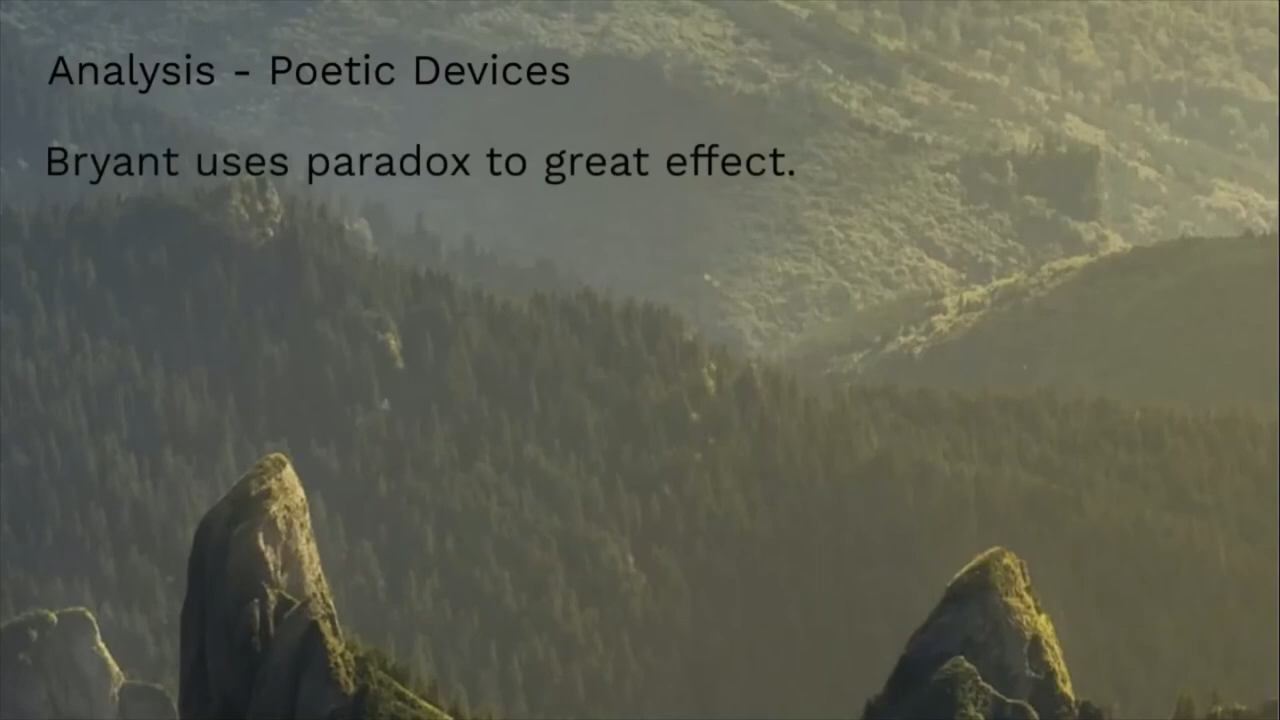 Analysis - Poetic Devices
Bryant uses paradox to great effect.